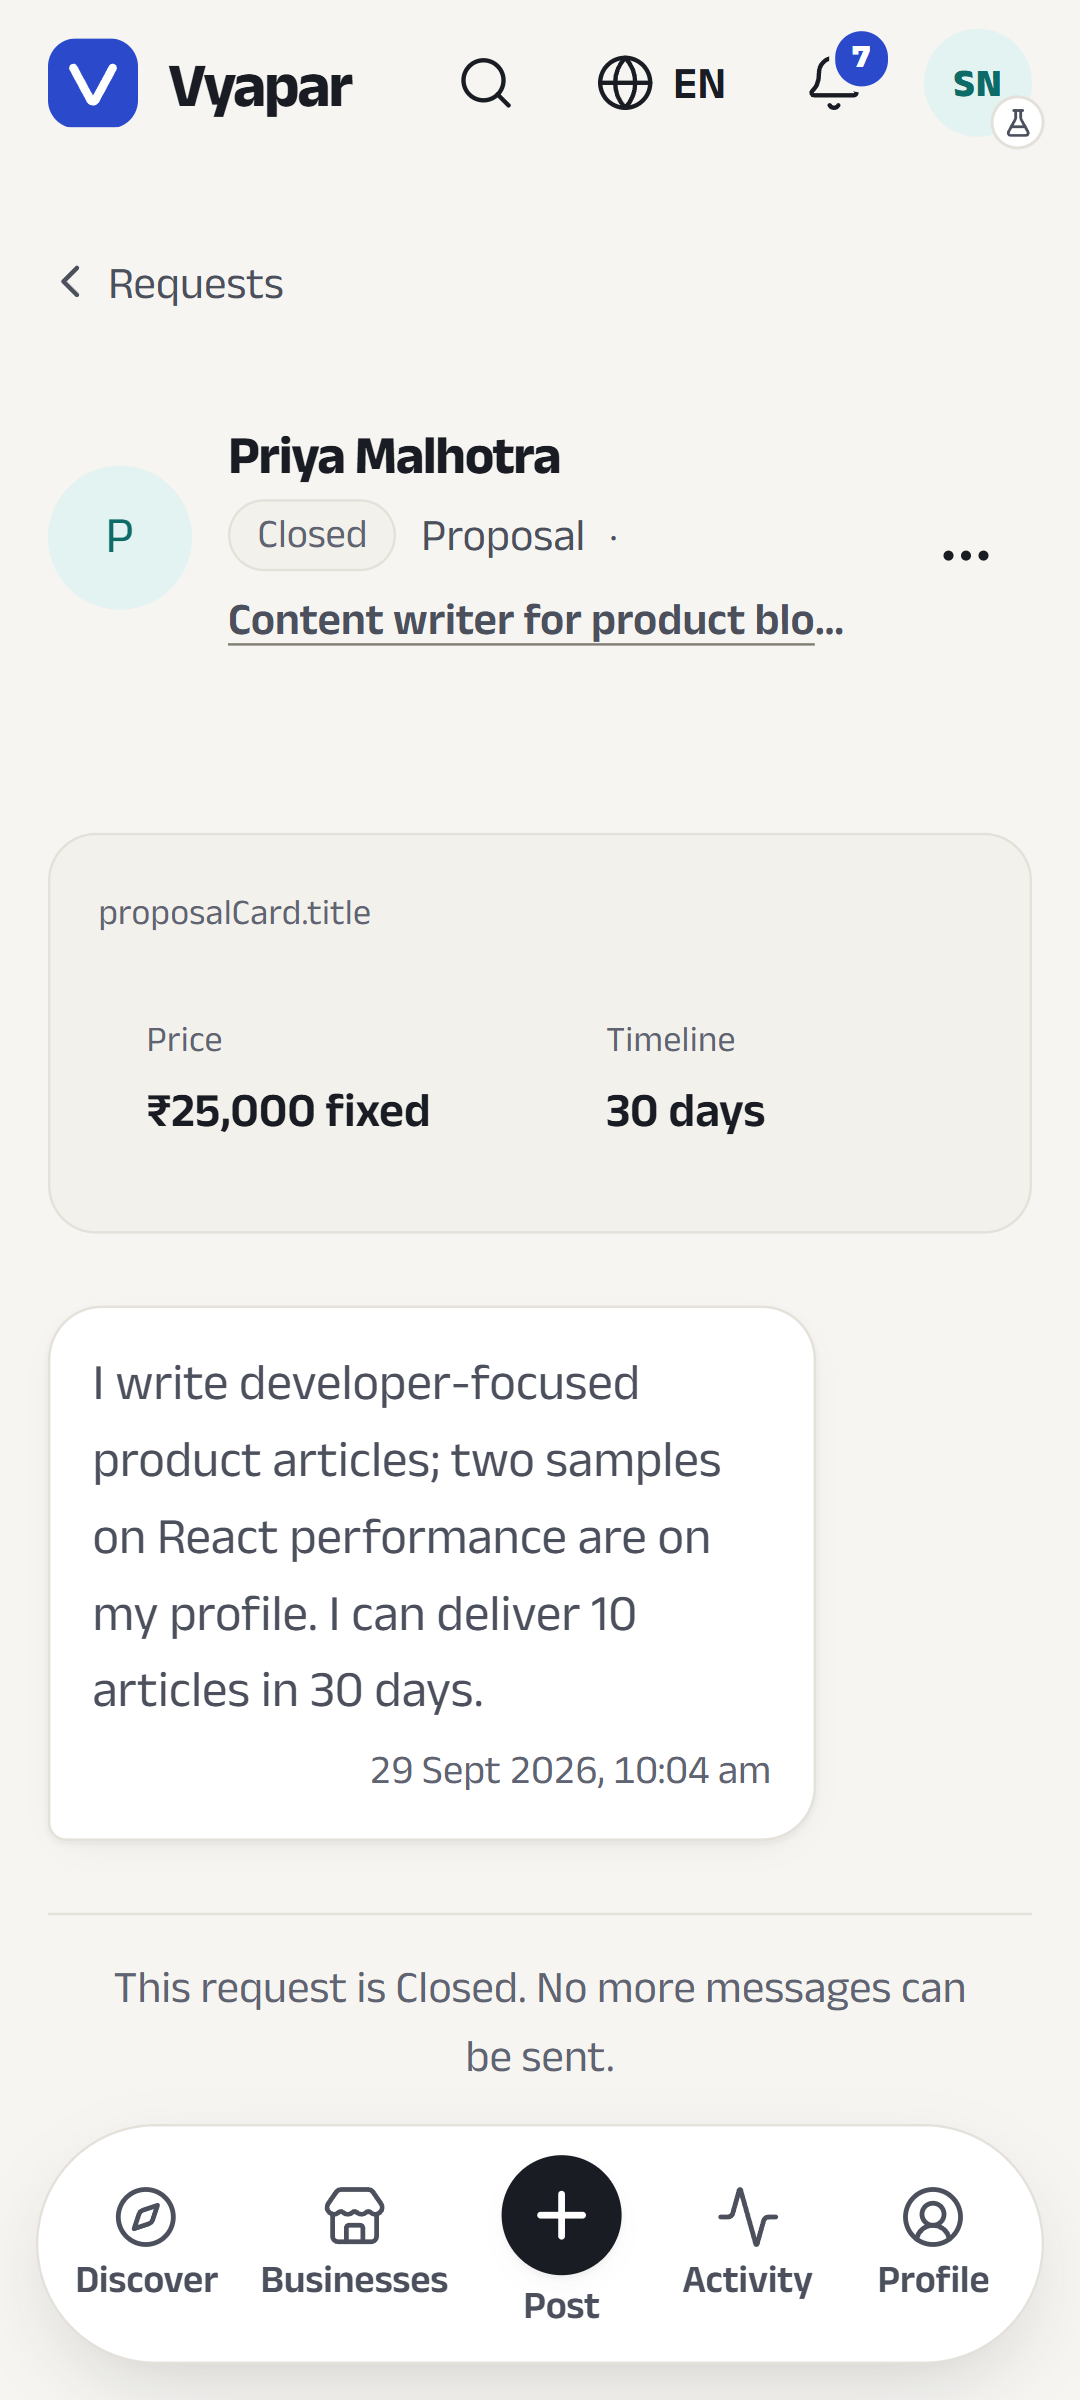 Vyapar
EN
7
SN
Requests
Priya Malhotra
P
Closed
Proposal ·
Content writer for product blo...
proposalCard.title
Price
Timeline
₹25,000 fixed
30 days
I write developer-focused
product articles; two samples
on React performance are on
my profile. I can deliver 10
articles in 30 days.
29 Sept 2026, 10:04 am
This request is Closed. No more messages can
be sent.
Discover
Businesses
Post
Activity
Profile